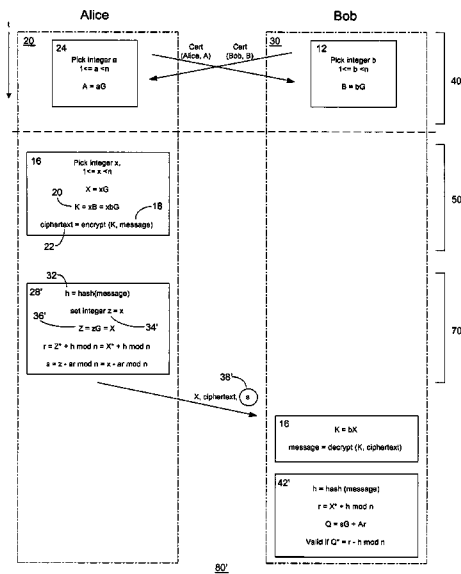 Alice
Bob
t
20
24
Pick integer a
1<= a <n
A = aG
Cert
(Alice, A)
Cert
(Bob, B)
30
12
Pick integer b
1<= b <n
B = bG
40
16
Pick integer x,
1<= x <n
X = xG
20
K = xB = xbG
18
ciphertext = encrypt (K, message)
22
50
32
28'
h = hash(message)
set integer z = x
36'
34'
Z = zG = X
r = Z* + h mod n = X* + h mod n
s = z - ar mod n = x - ar mod n
70
38'
X, ciphertext, s
16
K = bX
message = decrypt (K, ciphertext)
42'
h = hash (message)
r = X* + h mod n
Q = sG + Ar
Valid if Q* = r - h mod n
80'